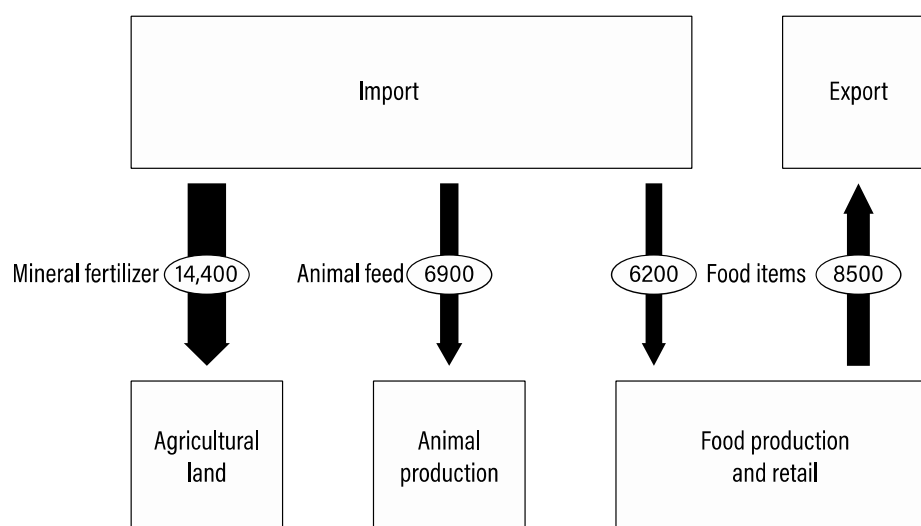 Import
Export
Mineral fertilizer
14,400
Animal feed
6900
6200
Food items
8500
Agricultural
land
Animal
production
Food production
and retail